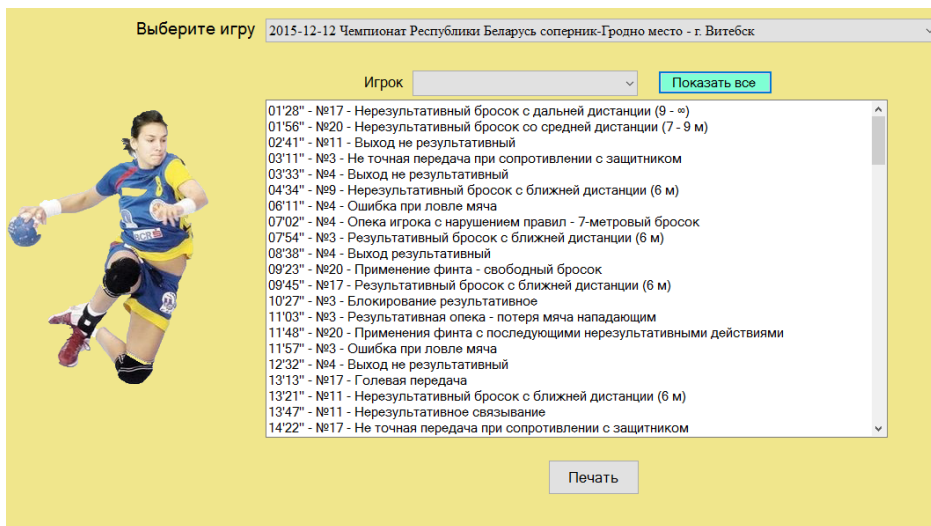 Выберите игру 2015-12-12 Чемпионат Республики Беларусь соперник-Гродно место - г. Витебск
Игрок Показать все
01'28" - №17 - Нерезультативный бросок с дальней дистанции (9 - ∞)
01'56" - №20 - Нерезультативный бросок со средней дистанции (7 - 9 м)
02'41" - №11 - Выход не результативный
03'11" - №3 - Не точная передача при сопротивлении с защитником
03'33" - №4 - Выход не результативный
04'34" - №9 - Нерезультативный бросок с ближней дистанции (6 м)
06'11" - №4 - Ошибка при ловле мяча
07'02" - №4 - Опека игрока с нарушением правил - 7-метровый бросок
07'54" - №3 - Результативный бросок с ближней дистанции (6 м)
08'38" - №4 - Выход результативный
09'23" - №20 - Применение финта - свободный бросок
09'45" - №17 - Результативный бросок с ближней дистанции (6 м)
10'27" - №3 - Блокирование результативное
11'03" - №3 - Результативная опека - потеря мяча нападающим
11'48" - №20 - Применения финта с последующими нерезультативными действиями
11'57" - №3 - Ошибка при ловле мяча
12'32" - №4 - Выход не результативный
13'13" - №17 - Голевая передача
13'21" - №11 - Нерезультативный бросок с ближней дистанции (6 м)
13'47" - №11 - Нерезультативное связывание
14'22" - №17 - Не точная передача при сопротивлении с защитником
Печать